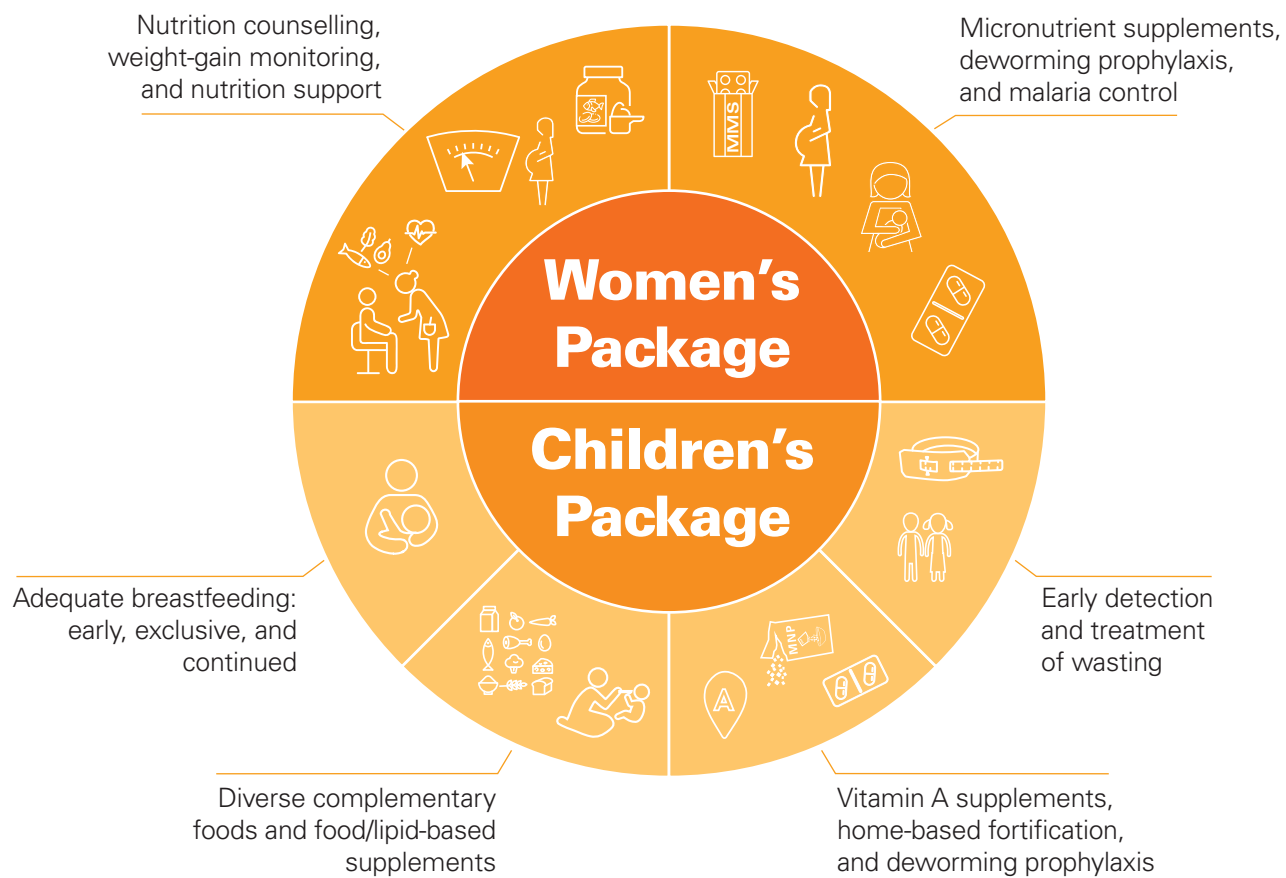 Nutrition counselling,
weight-gain monitoring,
and nutrition support
Micronutrient supplements,
deworming prophylaxis,
and malaria control
MMS
Women's
Package
Children's
Package
Adequate breastfeeding:
early, exclusive, and
continued
Early detection
and treatment
of wasting
MNP
A
Diverse complementary
foods and food/lipid-based
supplements
Vitamin A supplements,
home-based fortification,
and deworming prophylaxis